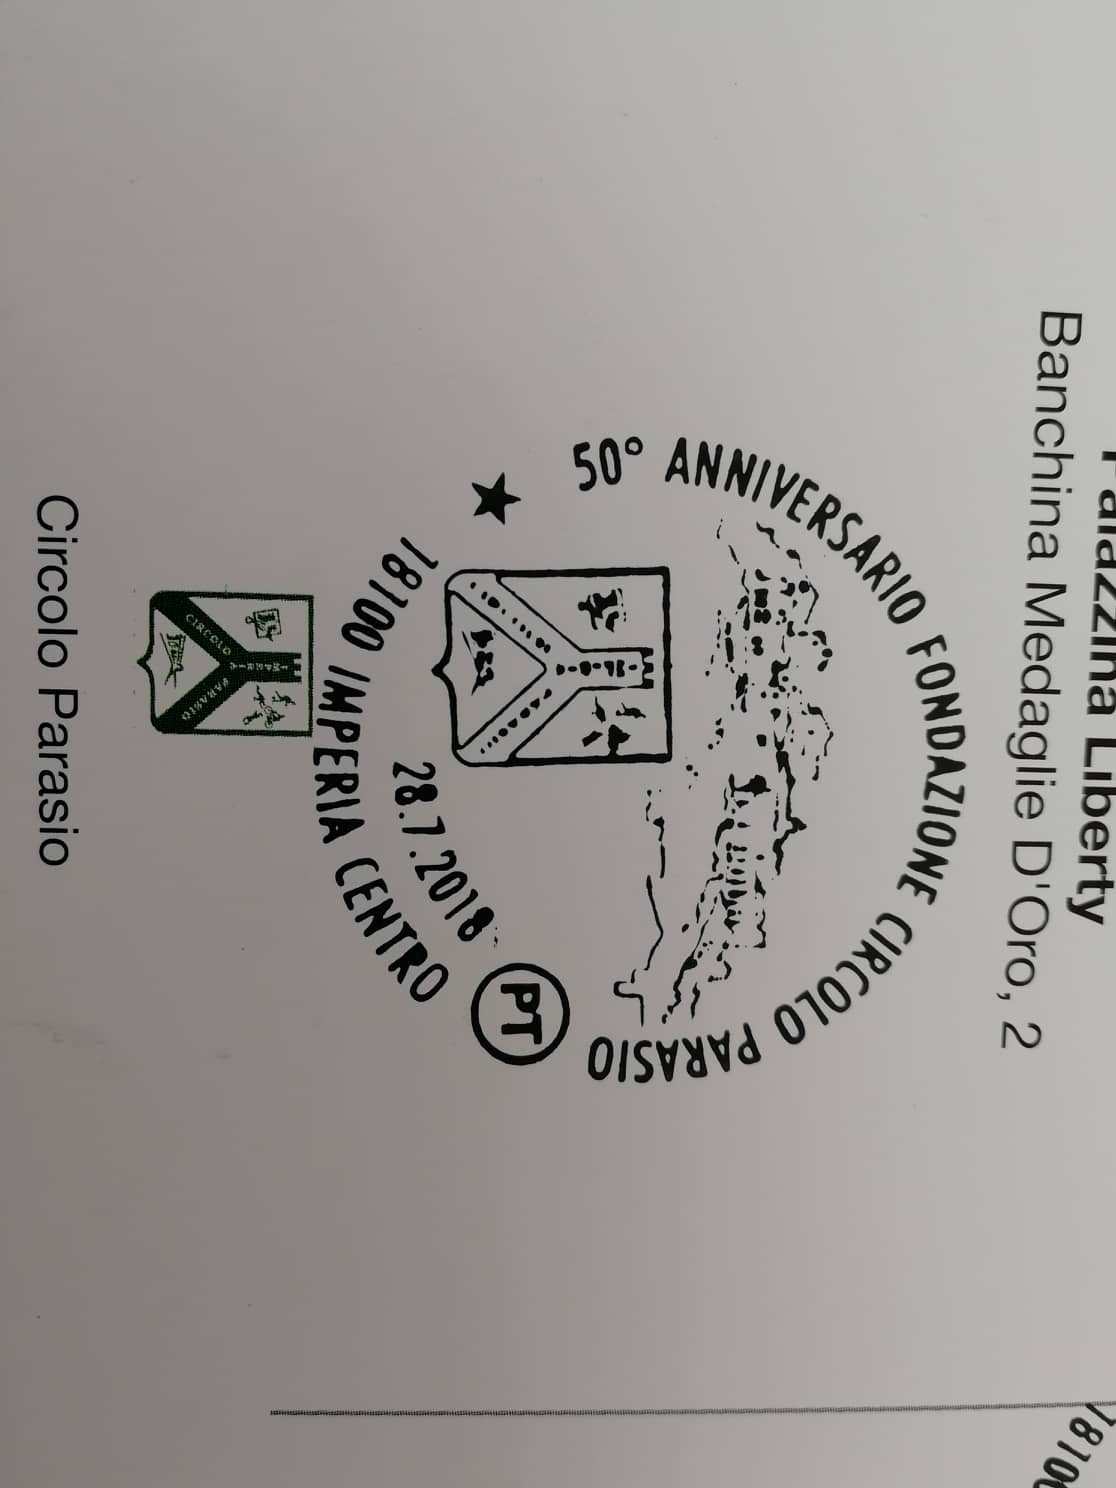 Palazzina Liberty
Banchina Medaglie D'Oro, 2
50° ANNIVERSARIO FONDAZIONE CIRCOLO PARASIO
PT
28.7.2018
18100 IMPERIA CENTRO
CIRCOLO PARASIO
Circolo Parasio
1810